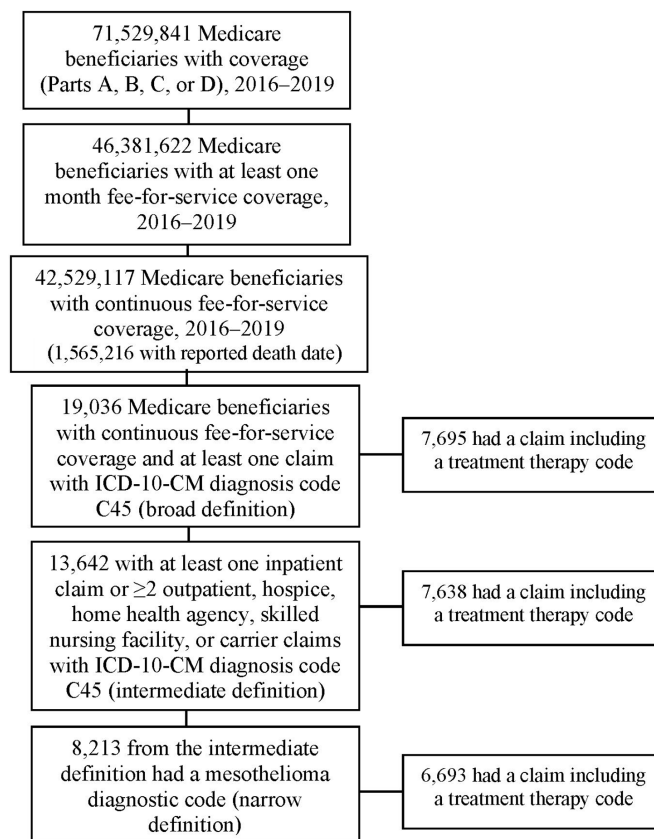 71,529,841 Medicare
beneficiaries with coverage
(Parts A, B, C, or D), 2016–2019
46,381,622 Medicare
beneficiaries with at least one
month fee-for-service coverage,
2016–2019
42,529,117 Medicare beneficiaries
with continuous fee-for-service
coverage, 2016–2019
(1,565,216 with reported death date)
19,036 Medicare beneficiaries
with continuous fee-for-service
coverage and at least one claim
with ICD-10-CM diagnosis code
C45 (broad definition)
7,695 had a claim including
a treatment therapy code
13,642 with at least one inpatient
claim or ≥2 outpatient, hospice,
home health agency, skilled
nursing facility, or carrier claims
with ICD-10-CM diagnosis code
C45 (intermediate definition)
7,638 had a claim including
a treatment therapy code
8,213 from the intermediate
definition had a mesothelioma
diagnostic code (narrow
definition)
6,693 had a claim including
a treatment therapy code